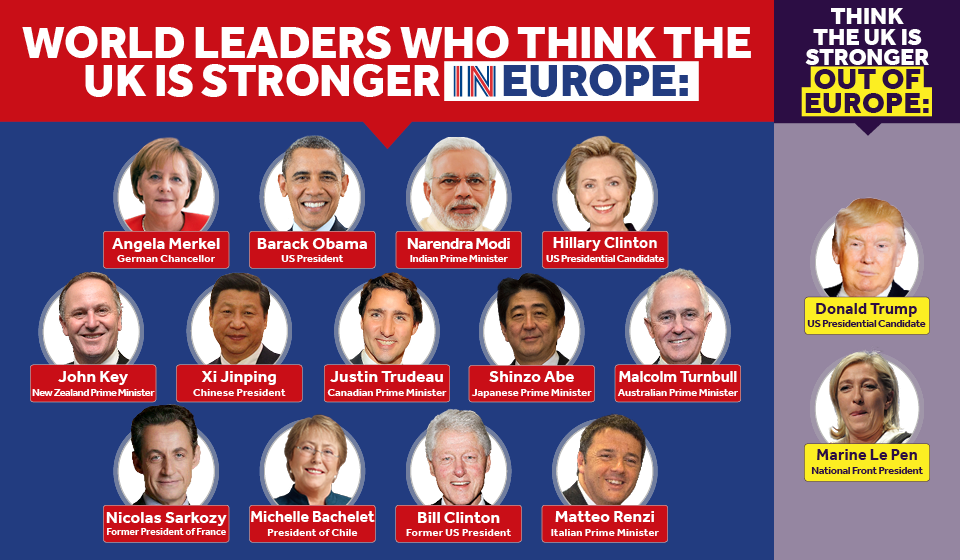 WORLD LEADERS WHO THINK THE
UK IS STRONGER IN EUROPE:
THINK
THE UK IS
STRONGER
OUT OF
EUROPE:
Angela Merkel
German Chancellor
Barack Obama
US President
Narendra Modi
Indian Prime Minister
Hillary Clinton
US Presidential Candidate
John Key
New Zealand Prime Minister
Xi Jinping
Chinese President
Justin Trudeau
Canadian Prime Minister
Shinzo Abe
Japanese Prime Minister
Malcolm Turnbull
Australian Prime Minister
Nicolas Sarkozy
Former President of France
Michelle Bachelet
President of Chile
Bill Clinton
Former US President
Matteo Renzi
Italian Prime Minister
Donald Trump
US Presidential Candidate
Marine Le Pen
National Front President